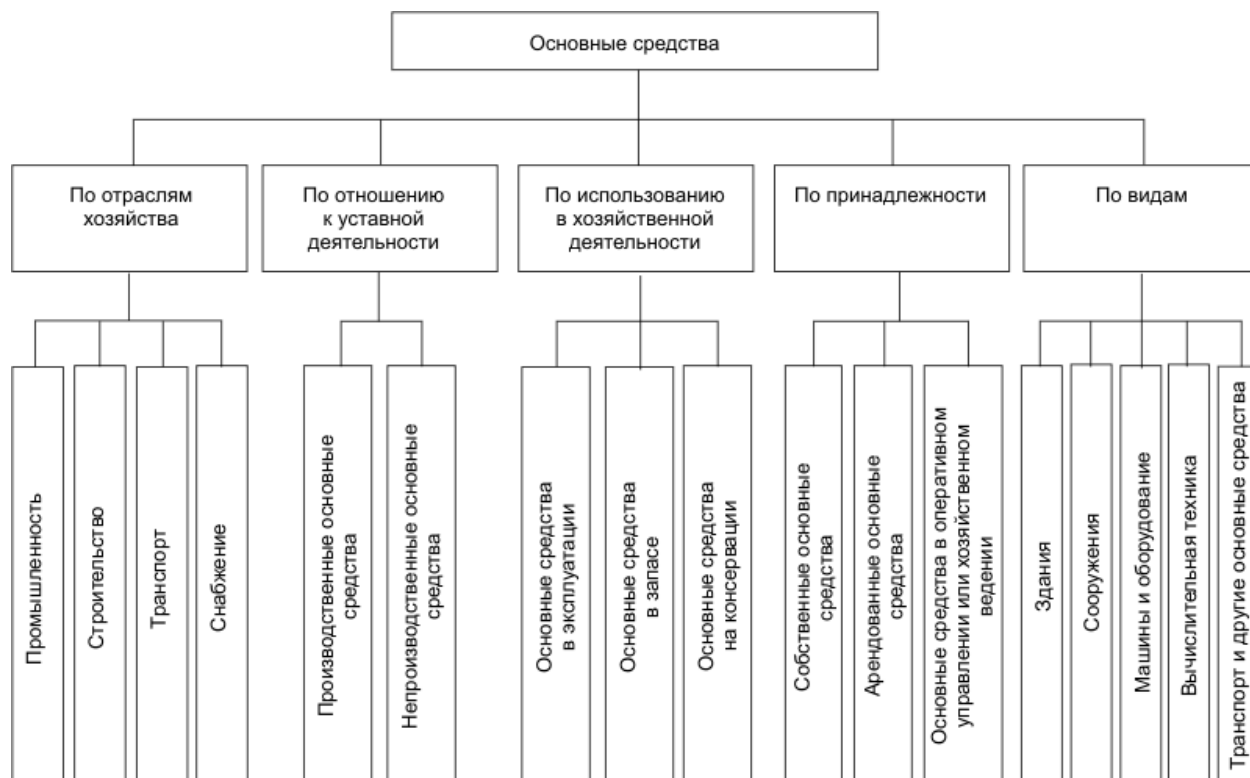 Основные средства
По отраслям
хозяйства
По отношению
к уставной
деятельности
По использованию
в хозяйственной
деятельности
По принадлежности
По видам
Промышленность
Строительство
Транспорт
Снабжение
Производственные основные
средства
Непроизводственные основные
средства
Основные средства
в эксплуатации
Основные средства
в запасе
Основные средства
на консервации
Собственные основные
средства
Арендованные основные
средства
Основные средства в оперативном
управлении или хозяйственном
ведении
Здания
Сооружения
Машины и оборудование
Вычислительная техника
Транспорт и другие основные средства